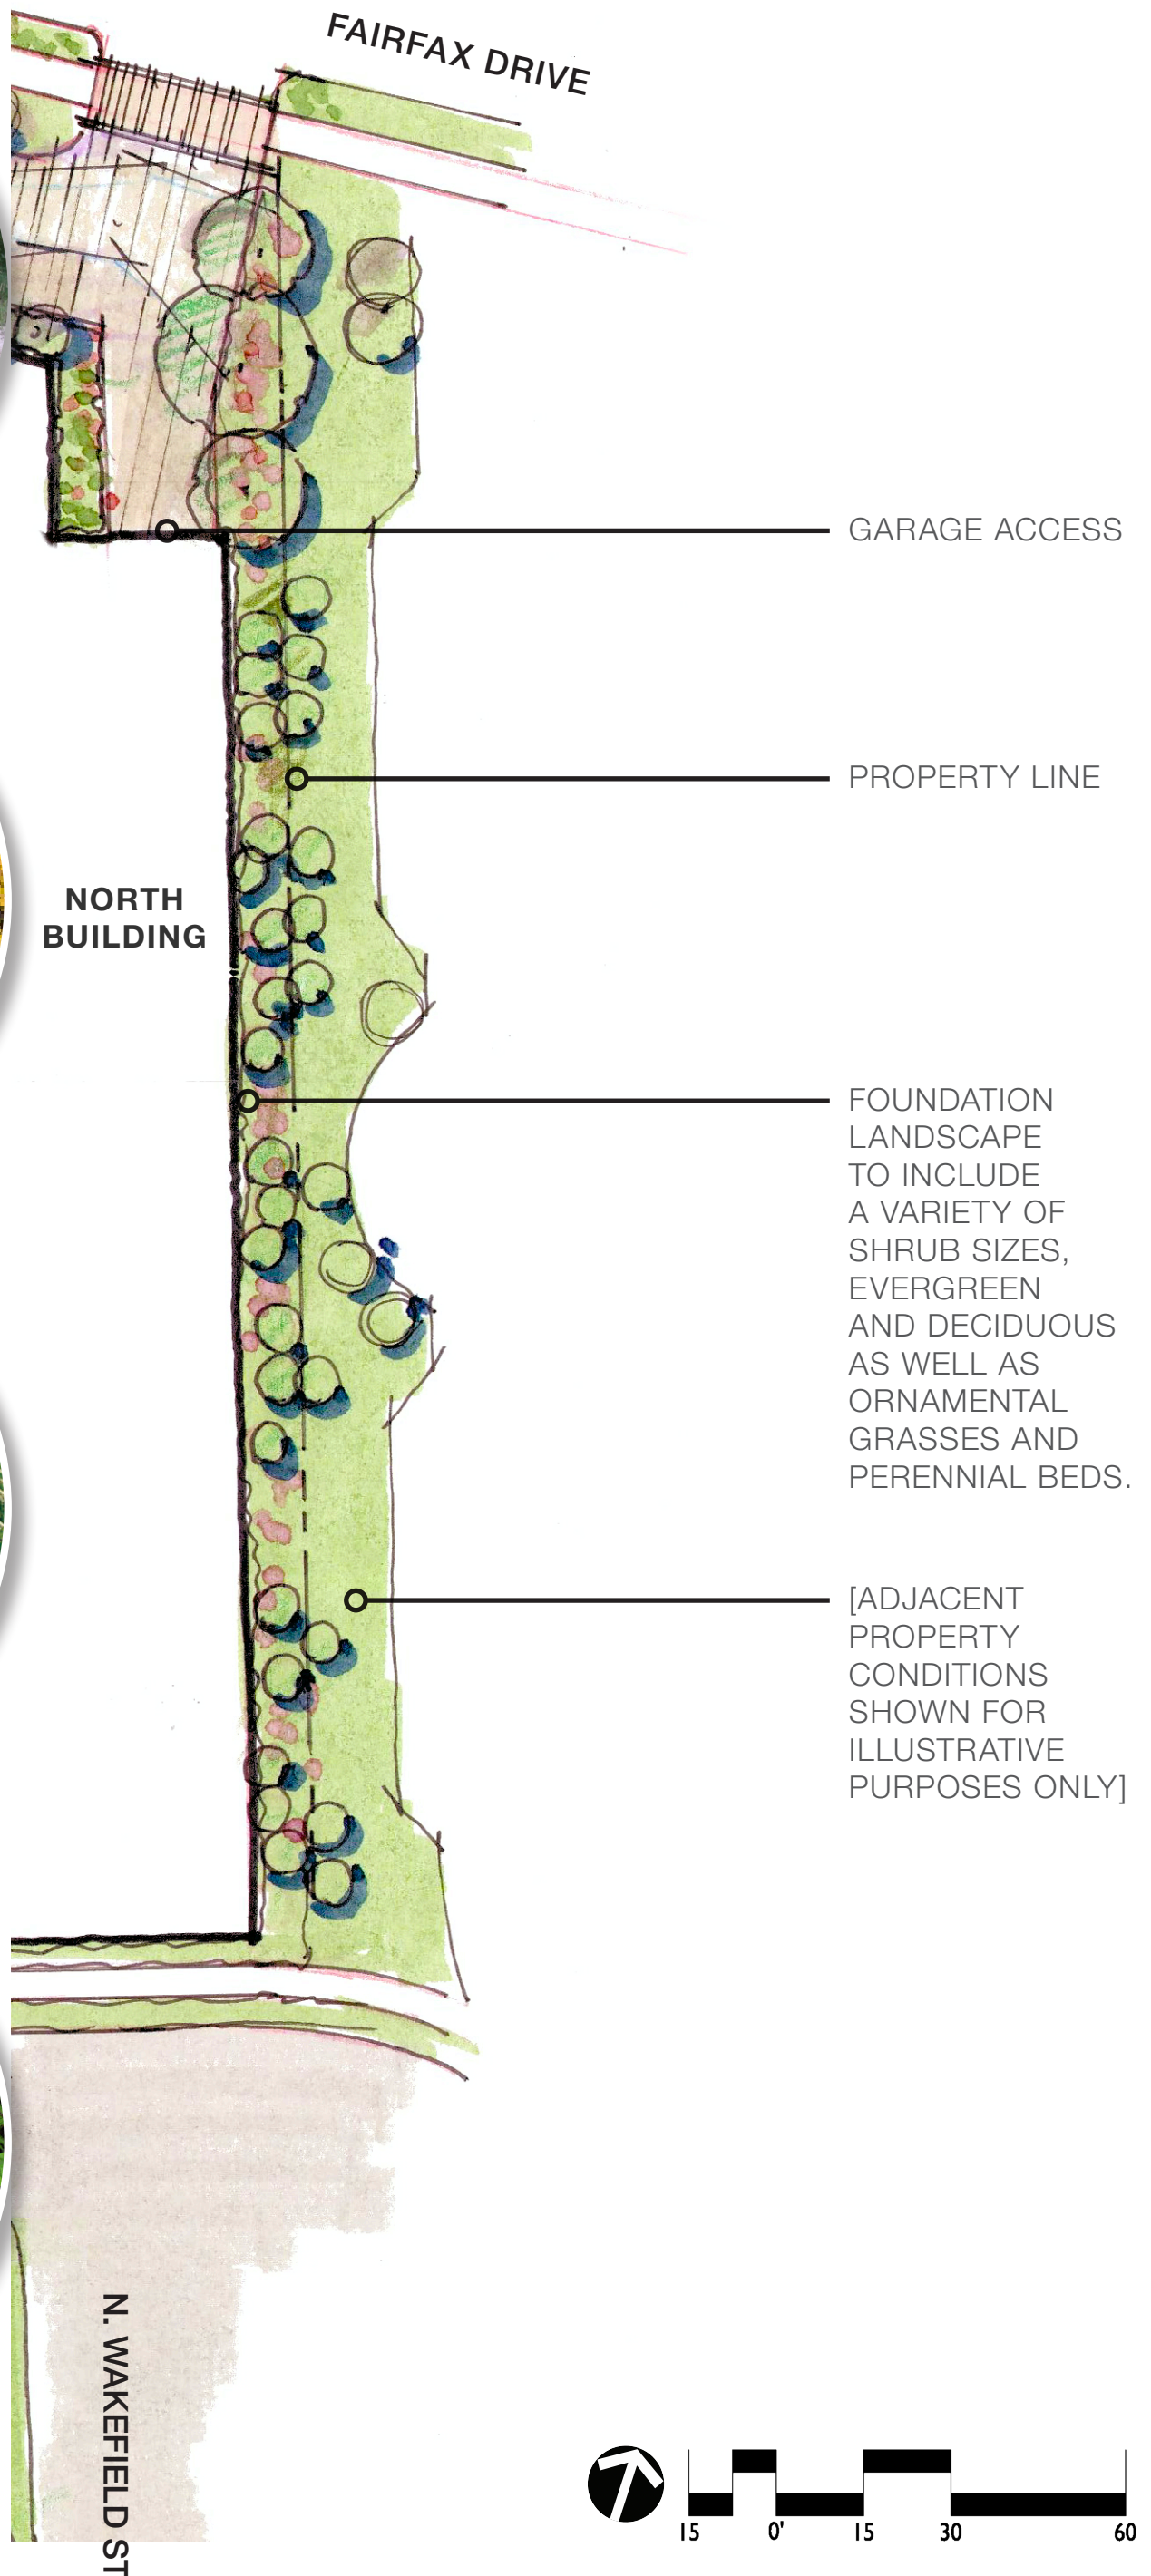 FAIRFAX DRIVE
GARAGE ACCESS
PROPERTY LINE
NORTH
BUILDING
FOUNDATION
LANDSCAPE
TO INCLUDE
A VARIETY OF
SHRUB SIZES,
EVERGREEN
AND DECIDUOUS
AS WELL AS
ORNAMENTAL
GRASSES AND
PERENNIAL BEDS.
[ADJACENT
PROPERTY
CONDITIONS
SHOWN FOR
ILLUSTRATIVE
PURPOSES ONLY]
N. WAKEFIELD ST
15 0' 15 30 60